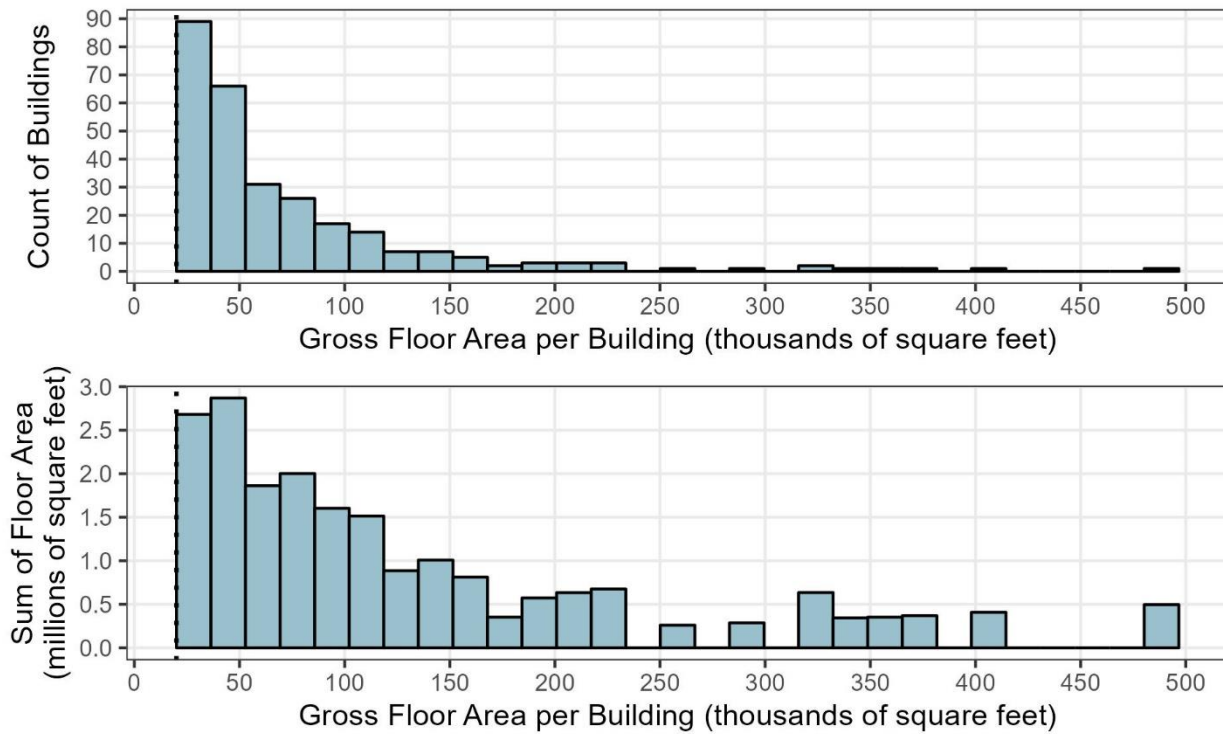 Count of Buildings
90
80
70
60
50
40
30
20
10
0
0 50 100 150 200 250 300 350 400 450 500
Gross Floor Area per Building (thousands of square feet)
Sum of Floor Area
(millions of square feet)
3.0
2.5
2.0
1.5
1.0
0.5
0.0
0 50 100 150 200 250 300 350 400 450 500
Gross Floor Area per Building (thousands of square feet)